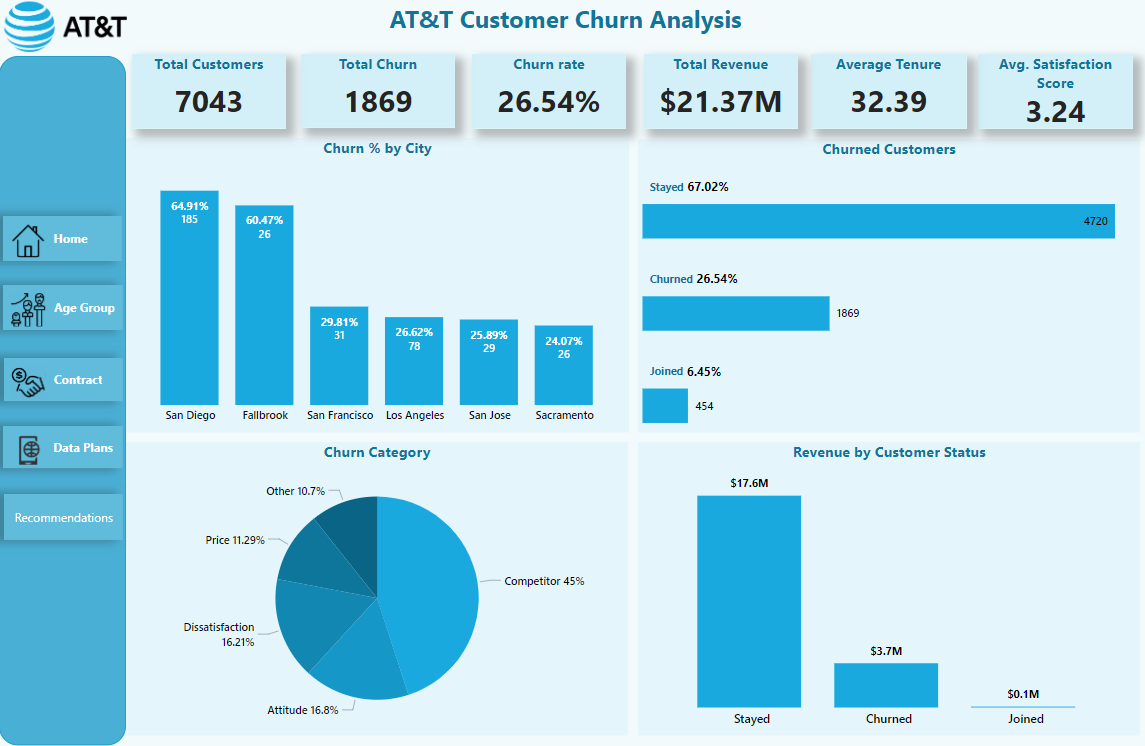 AT&T
AT&T Customer Churn Analysis
Total Customers
7043
Total Churn
1869
Churn rate
26.54%
Total Revenue
$21.37M
Average Tenure
32.39
Avg. Satisfaction
Score
3.24
Home
Age Group
Contract
Data Plans
Recommendations
Churn % by City
64.91%
185
60.47%
26
29.81%
31
26.62%
78
25.89%
29
24.07%
26
San Diego
Fallbrook
San Francisco
Los Angeles
San Jose
Sacramento
Churned Customers
Stayed 67.02%
4720
Churned 26.54%
1869
Joined 6.45%
454
Churn Category
Other 10.7%
Price 11.29%
Competitor 45%
Dissatisfaction
16.21%
Attitude 16.8%
Revenue by Customer Status
$17.6M
$3.7M
$0.1M
Stayed
Churned
Joined